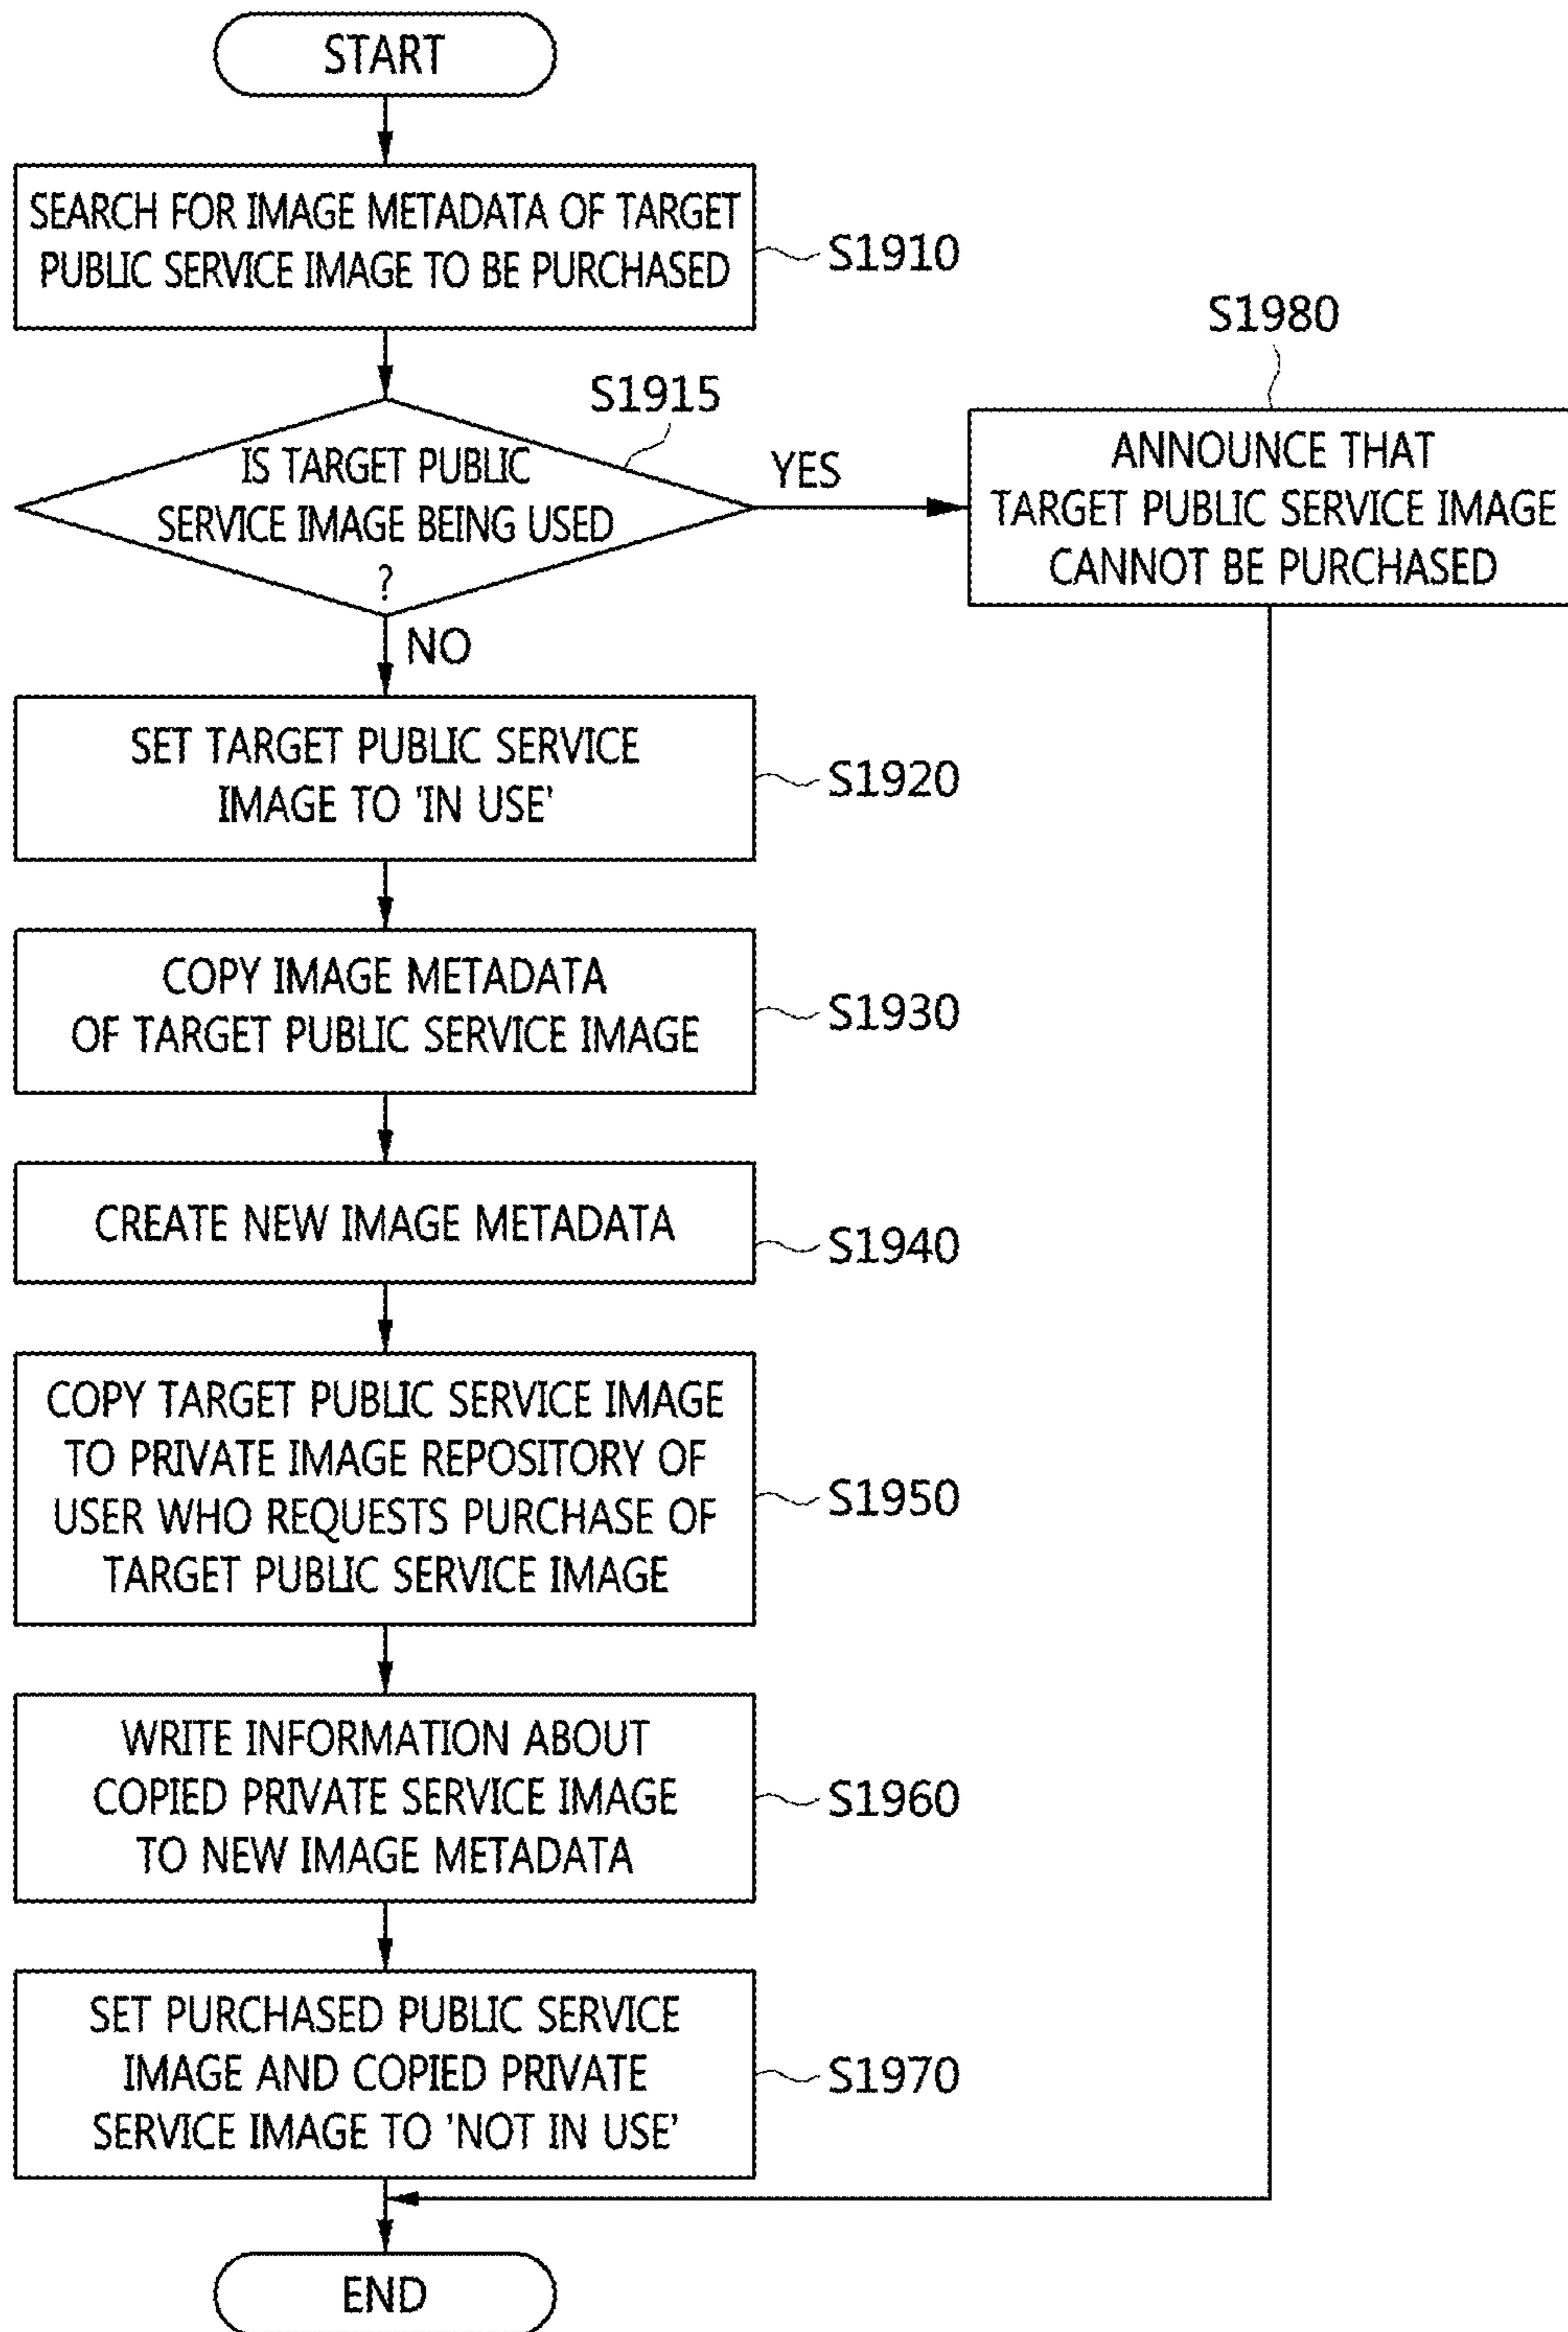 START
SEARCH FOR IMAGE METADATA OF TARGET
PUBLIC SERVICE IMAGE TO BE PURCHASED
S1910
S1980
S1915
IS TARGET PUBLIC
SERVICE IMAGE BEING USED
?
YES
ANNOUNCE THAT
TARGET PUBLIC SERVICE IMAGE
CANNOT BE PURCHASED
NO
SET TARGET PUBLIC SERVICE
IMAGE TO 'IN USE'
S1920
COPY IMAGE METADATA
OF TARGET PUBLIC SERVICE IMAGE
S1930
CREATE NEW IMAGE METADATA
S1940
COPY TARGET PUBLIC SERVICE IMAGE
TO PRIVATE IMAGE REPOSITORY OF
USER WHO REQUESTS PURCHASE OF
TARGET PUBLIC SERVICE IMAGE
S1950
WRITE INFORMATION ABOUT
COPIED PRIVATE SERVICE IMAGE
TO NEW IMAGE METADATA
S1960
SET PURCHASED PUBLIC SERVICE
IMAGE AND COPIED PRIVATE
SERVICE IMAGE TO 'NOT IN USE'
S1970
END